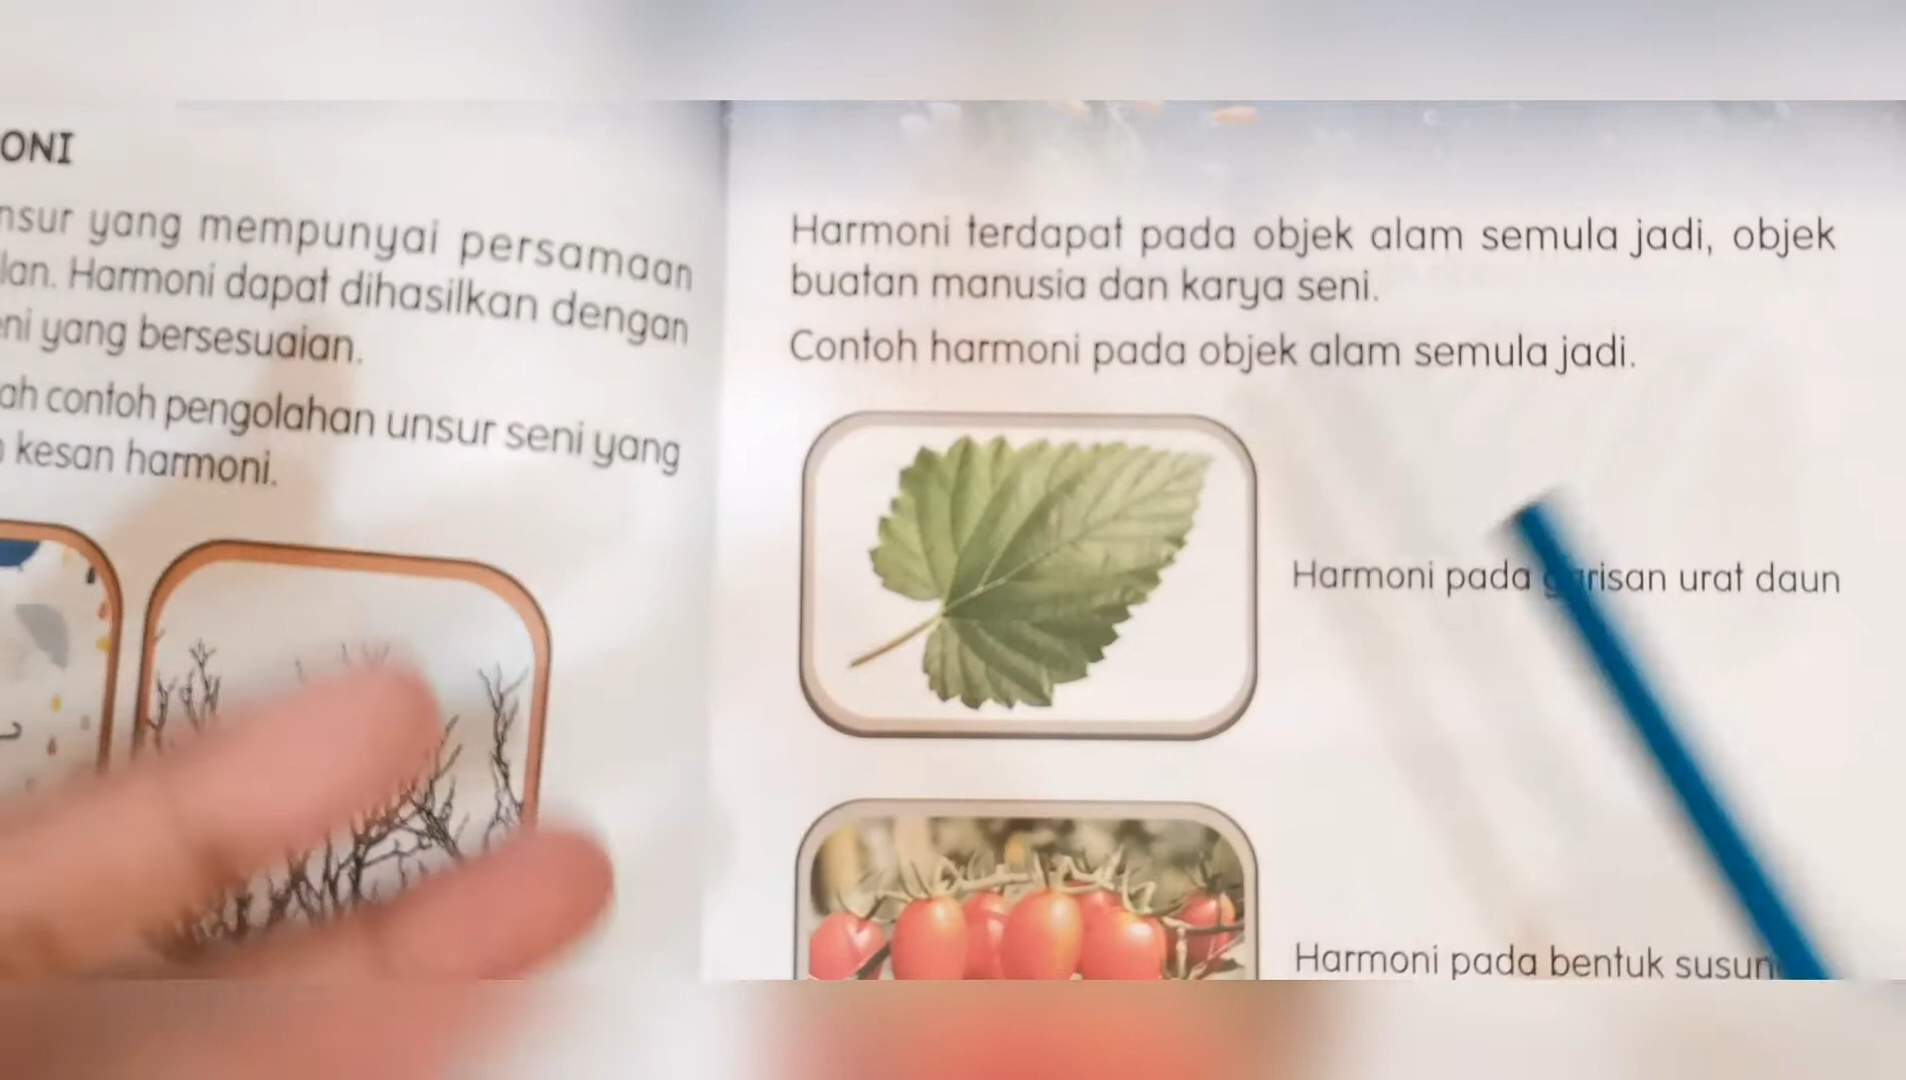 ONI
nsur yang mempunyai persamaan
lan. Harmoni dapat dihasilkan dengan
ni yang bersesuaian.
ah contoh pengolahan unsur seni yang
kesan harmoni.
Harmoni terdapat pada objek alam semula jadi, objek
buatan manusia dan karya seni.
Contoh harmoni pada objek alam semula jadi.
Harmoni pada garisan urat daun
Harmoni pada bentuk susun